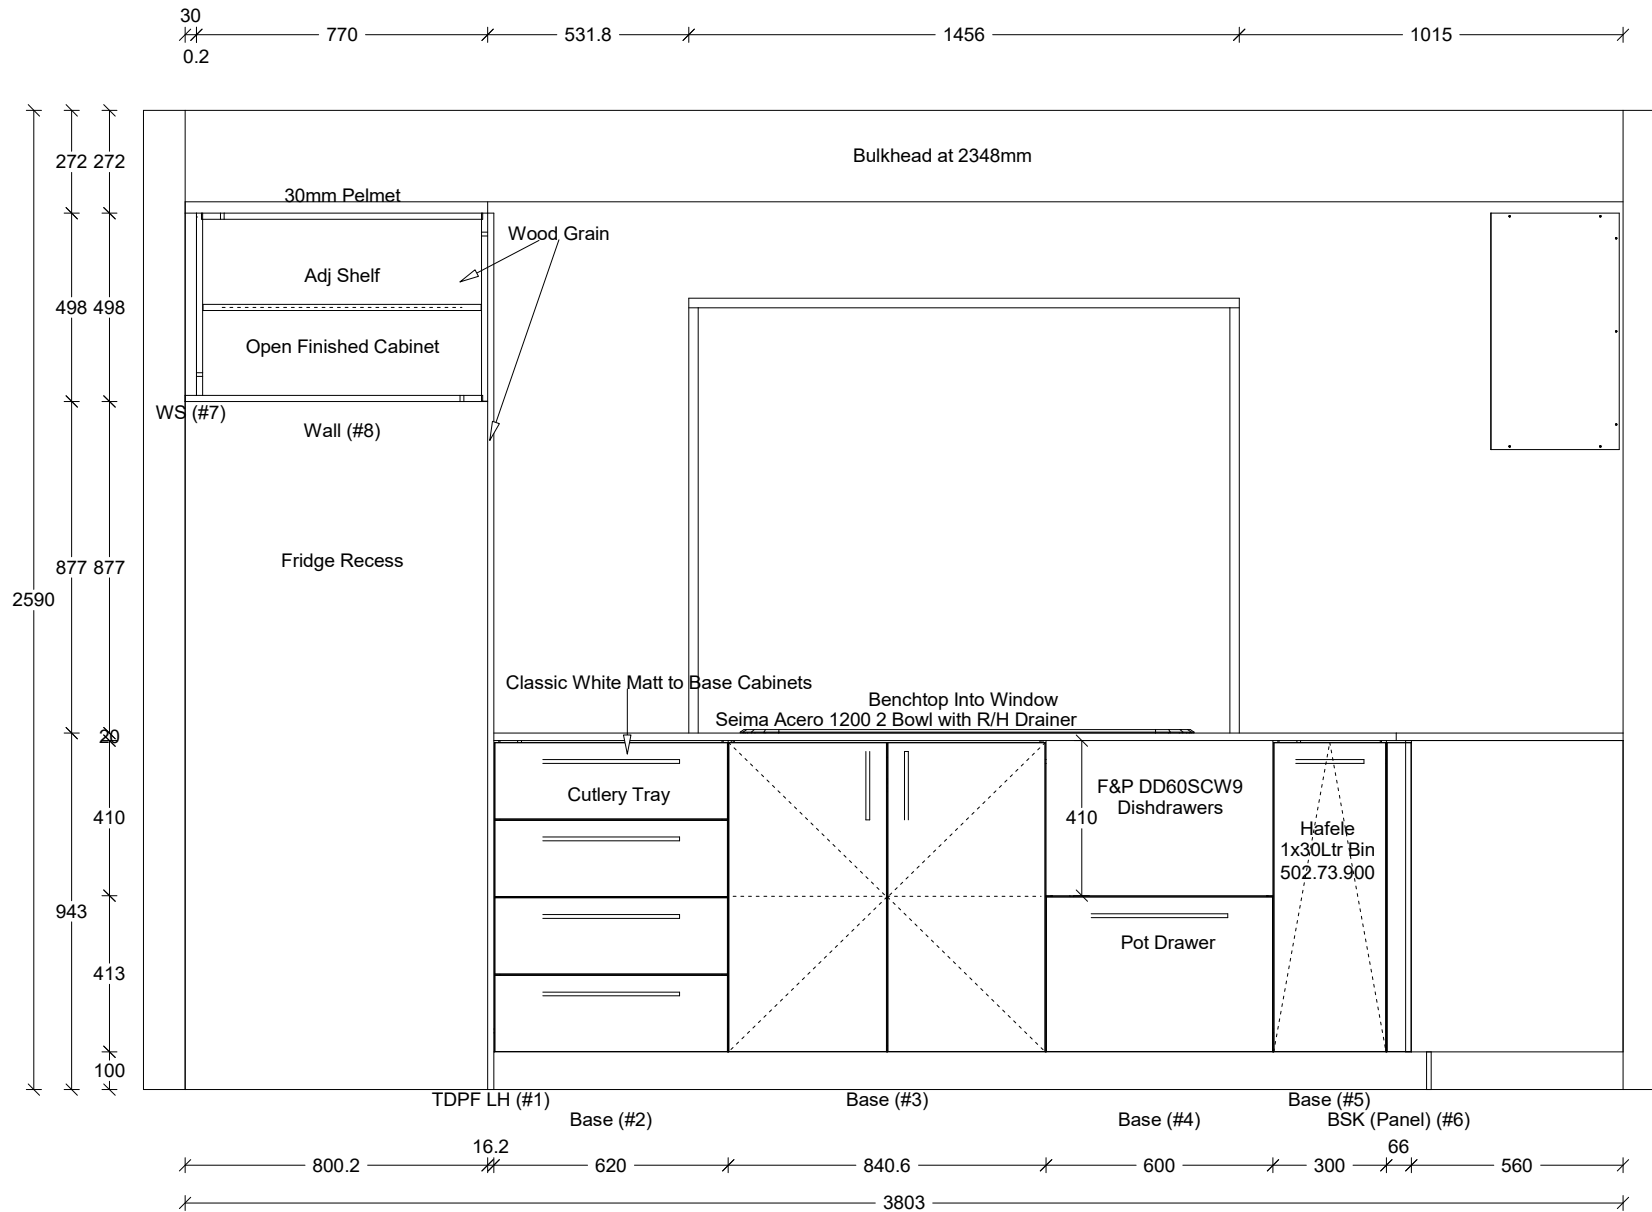 30
770
531.8
1456
1015
0.2
Bulkhead at 2348mm
272 272
30mm Pelmet
Wood Grain
Adj Shelf
498 498
Open Finished Cabinet
WS (#7)
Wall (#8)
Fridge Recess
877 877
2590
Classic White Matt to Base Cabinets
Benchtop Into Window
Seima Acero 1200 2 Bowl with R/H Drainer
20
Cutlery Tray
F&P DD60SCW9
Dishdrawers
410
410
Hafele
1x30Ltr Bin
502.73.900
943
Pot Drawer
413
100
TDPF LH (#1)
Base (#3)
Base (#5)
Base (#2)
Base (#4)
BSK (Panel) (#6)
16.2
66
800.2
620
840.6
600
300
560
3803